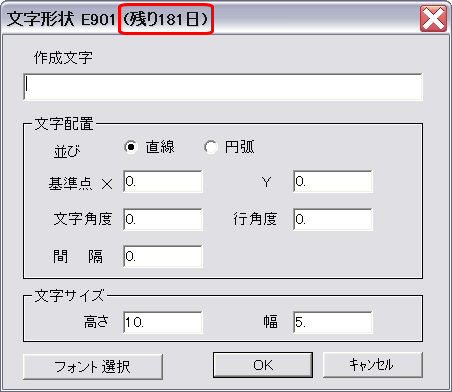 文字形状 E901 (残り181日)
作成文字
文字配置
並び 直線 円弧
基準点 X 0. Y 0.
文字角度 0. 行角度 0.
間 隔 0.
文字サイズ
高さ 10. 幅 5.
フォント選択 OK キャンセル